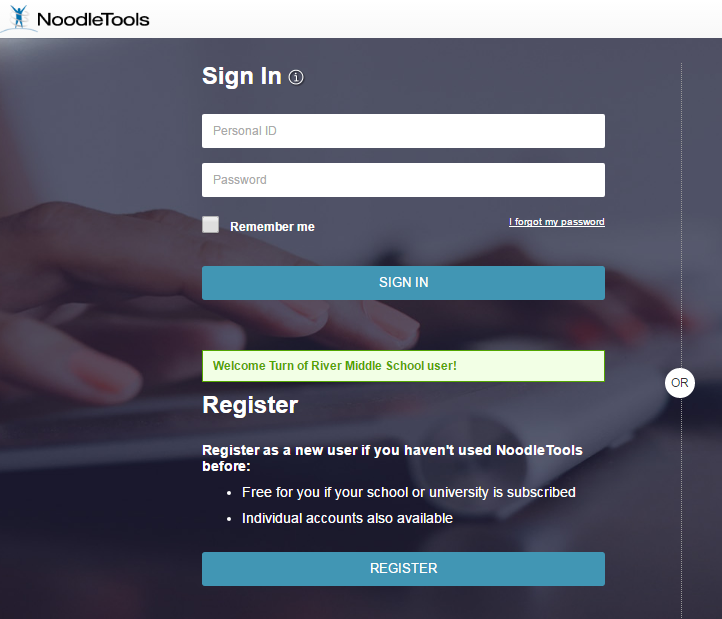 NoodleTools
Sign In
Personal ID
Password
Remember me
I forgot my password
SIGN IN
Welcome Turn of River Middle School user!
OR
Register
Register as a new user if you haven't used NoodleTools
before:
• Free for you if your school or university is subscribed
• Individual accounts also available
REGISTER